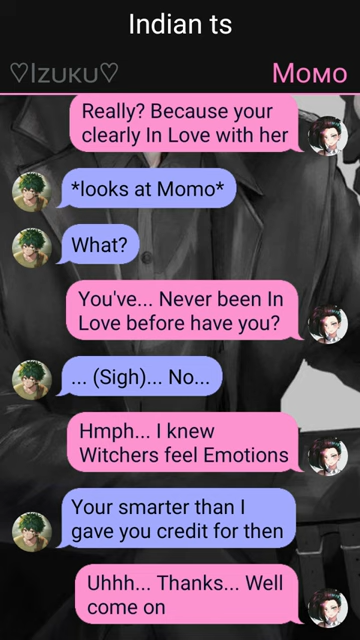 Indian ts
♡Izuku♡ Momo
Really? Because your
clearly In Love with her
*looks at Momo*
What?
You've... Never been In
Love before have you?
... (Sigh)... No...
Hmph... I knew
Witchers feel Emotions
Your smarter than I
gave you credit for then
Uhhh... Thanks... Well
come on